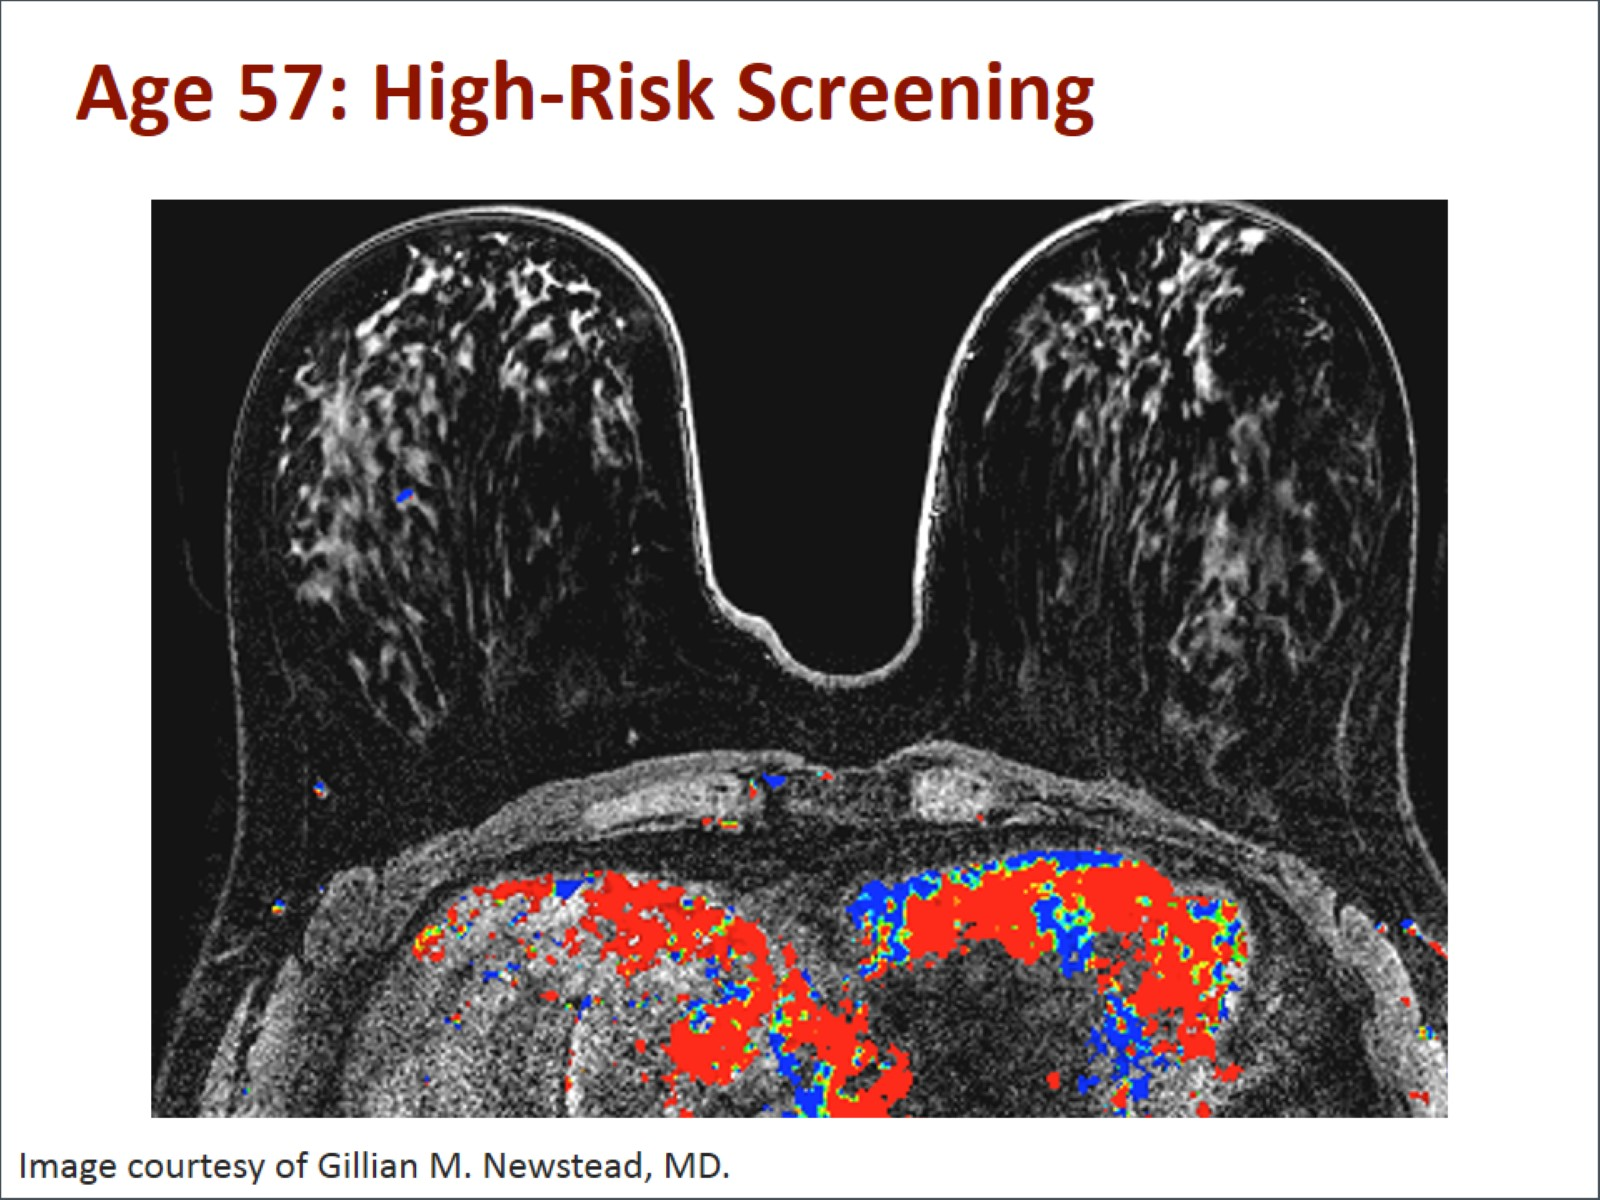 Age 57: High-Risk Screening
Image courtesy of Gillian M. Newstead, MD.